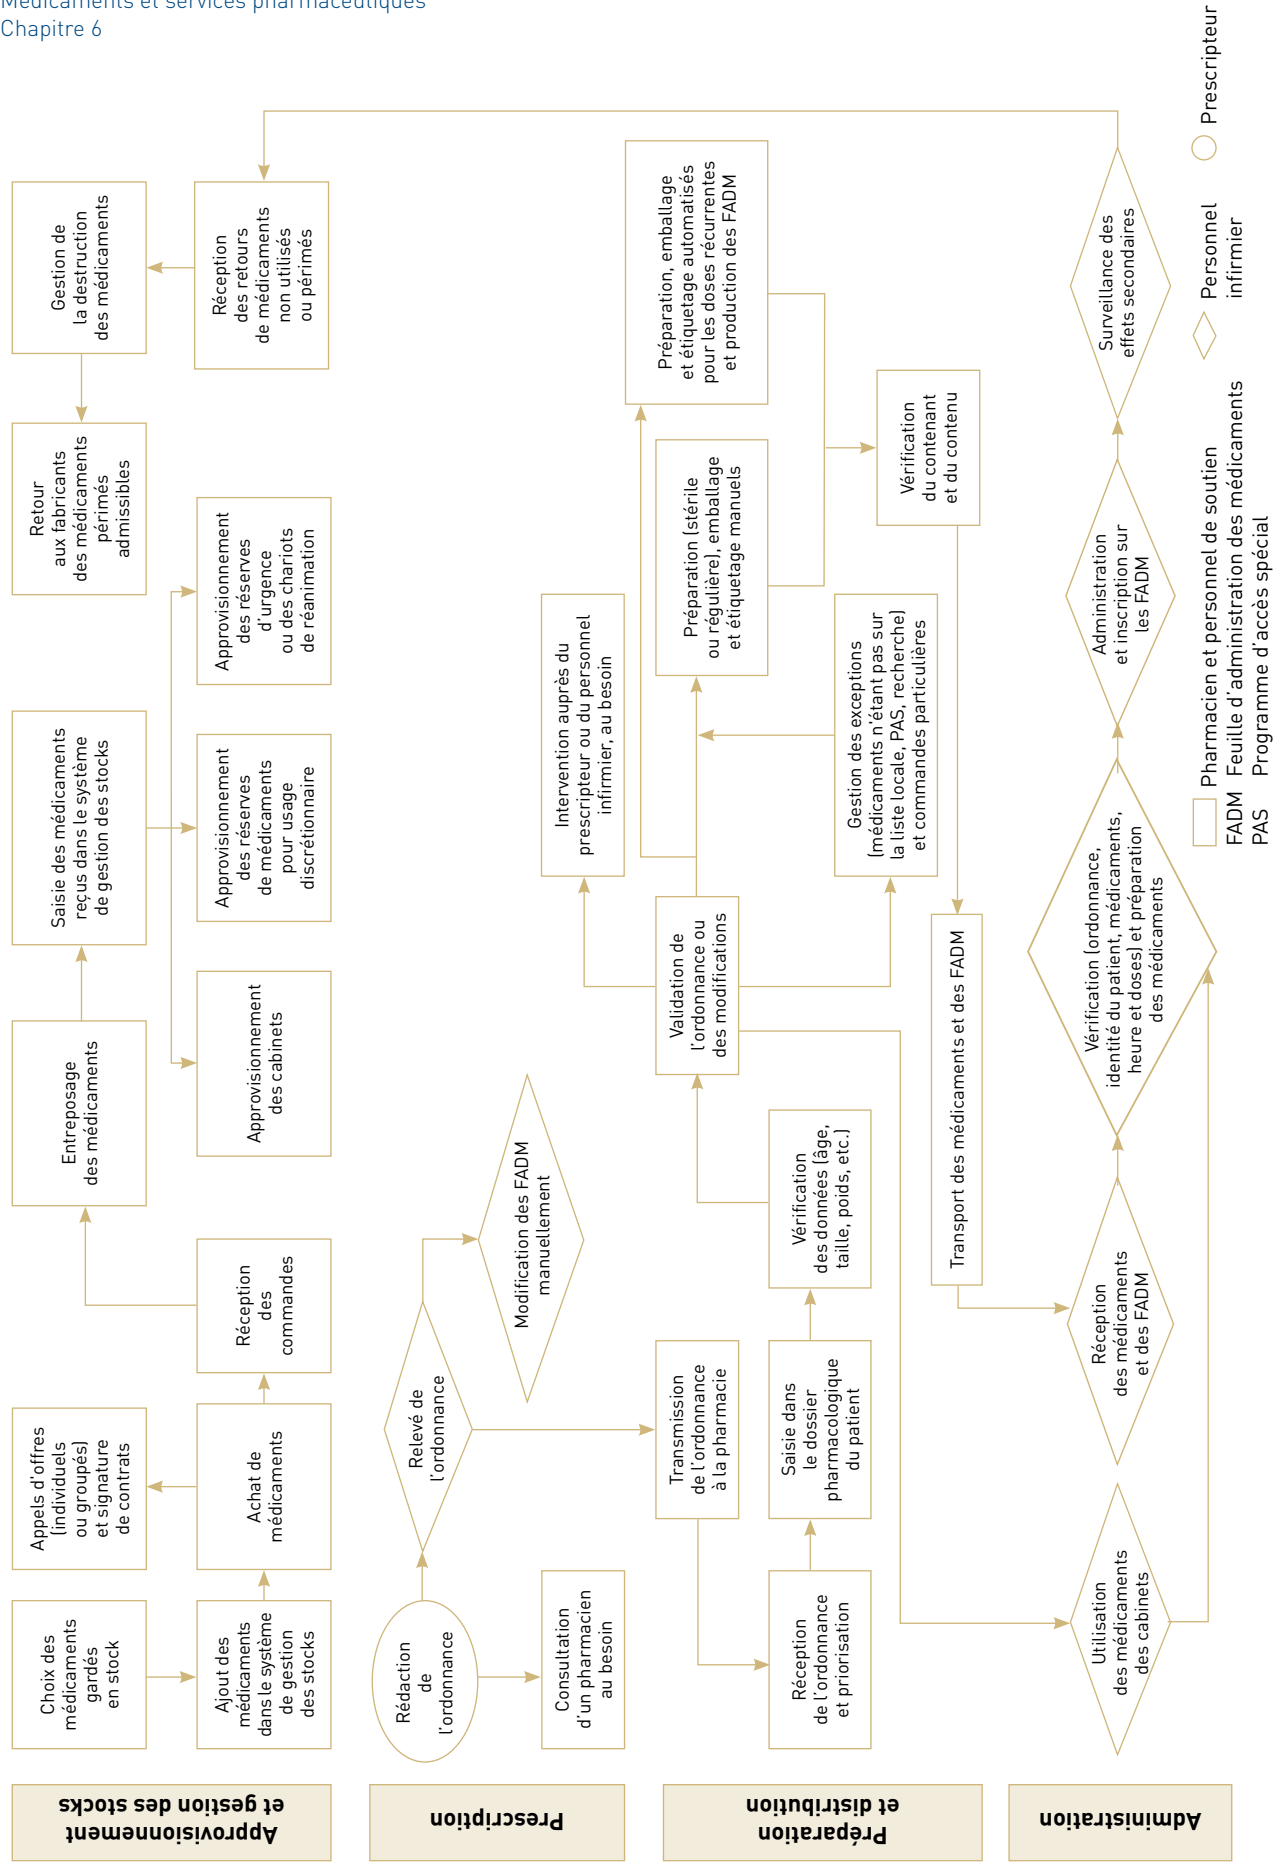 Médicaments et services pharmaceutiques
Chapitre 6
Approvisionnement
et gestion des stocks
Choix des
médicaments
gardés
en stock
Ajout des
médicaments
dans le système
de gestion
des stocks
Appels d'offres
(individuels
ou groupés)
et signature
de contrats
Achat de
médicaments
Réception
des
commandes
Entreposage
des médicaments
Saisie des médicaments
reçus dans le système
de gestion des stocks
Approvisionnement
des cabinets
Approvisionnement
des réserves
de médicaments
pour usage
discrétionnaire
Approvisionnement
des réserves
d'urgence
ou des chariots
de réanimation
Retour
aux fabricants
des médicaments
périmés
admissibles
Gestion de
la destruction
des médicaments
Réception
des retours
de médicaments
non utilisés
ou périmés
Prescription
Rédaction
de
l'ordonnance
Consultation
d'un pharmacien
au besoin
Relevé de
l'ordonnance
Modification des FADM
manuellement
Préparation
et distribution
Transmission
de l'ordonnance
à la pharmacie
Réception
de l'ordonnance
et priorisation
Saisie dans
le dossier
pharmacologique
du patient
Vérification
des données (âge,
taille, poids, etc.)
Validation de
l'ordonnance ou
des modifications
Intervention auprès du
prescripteur ou du personnel
infirmier, au besoin
Gestion des exceptions
(médicaments n'étant pas sur
la liste locale, PAS, recherche)
et commandes particulières
Préparation (stérile
ou régulière), emballage
et étiquetage manuels
Préparation, emballage
et étiquetage automatisés
pour les doses récurrentes
et production des FADM
Vérification
du contenant
et du contenu
Transport des médicaments et des FADM
Administration
Utilisation
des médicaments
des cabinets
Réception
des médicaments
et des FADM
Vérification (ordonnance,
identité du patient, médicaments,
heure et doses) et préparation
des médicaments
Administration
et inscription sur
les FADM
Surveillance des
effets secondaires
Pharmacien et personnel de soutien
Personnel
infirmier
Prescripteur
FADM Feuille d'administration des médicaments
PAS Programme d'accès spécial